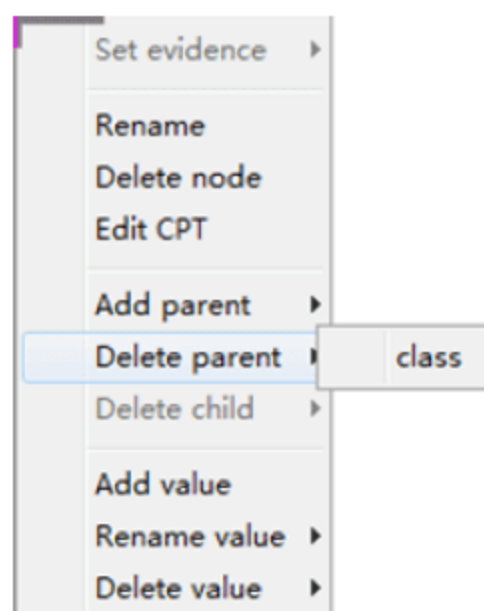 Set evidence
Rename
Delete node
Edit CPT
Add parent
Delete parent
class
Delete child
Add value
Rename value
Delete value